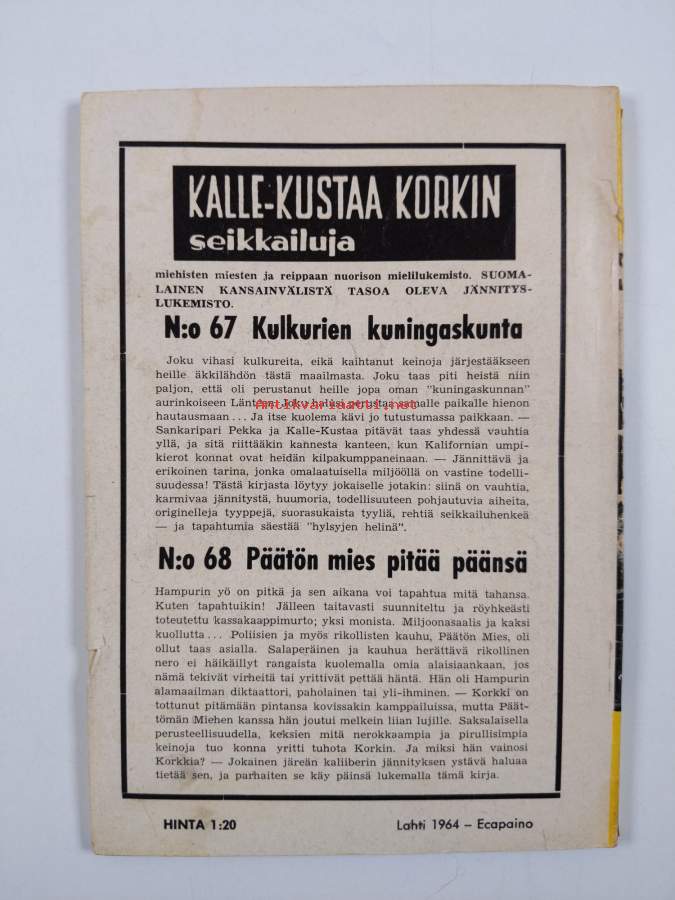 KALLE-KUSTAA KORKIN
seikkailuja
miehisten miesten ja reippaan nuorison mielilukemisto. SUOMA-
LAINEN KANSAINVÄLISTÄ TASOA OLEVA JÄNNITYS-
LUKEMISTO.
N:o 67 Kulkurien kuningaskunta
Joku vihasi kulkureita, eikä kaihtanut keinoja järjestääkseen
heille äkkilähdön tästä maailmasta. Joku taas piti heistä niin
paljon, että oli perustanut heille jopa oman "kuningaskunnan"
aurinkoiseen Länteen. Joku halusi perustaa samalle paikalle hienon
Antikvariaatti.net
hautausmaan ... Ja itse kuolema kävi jo tutustumassa paikkaan. —
Sankaripari Pekka ja Kalle-Kustaa pitävät taas yhdessä vauhtia
yllä, ja sitä riittääkin kannesta kanteen, kun Kalifornian umpi-
kierot konnat ovat heidän kilpakumppaneinaan. — Jännittävä ja
erikoinen tarina, jonka omalaatuisella miljööllä on vastine todelli-
suudessa! Tästä kirjasta löytyy jokaiselle jotakin: siinä on vauhtia,
karmivaa jännitystä, huumoria, todellisuuteen pohjautuvia aiheita,
originelleja tyyppejä, suorasukaista tyyliä, rehtiä seikkailuhenkeä
— ja tapahtumia säestää "hylsyjen helinä".
N:o 68 Päätön mies pitää päänsä
Hampurin yö on pitkä ja sen aikana voi tapahtua mitä tahansa.
Kuten tapahtuikin! Jälleen taitavasti suunniteltu ja röyhkeästi
toteutettu kassakaappimurto; yksi monista. Miljoonasaalis ja kaksi
kuollutta ... Poliisien ja myös rikollisten kauhu, Päätön Mies, oli
ollut taas asialla. Salaperäinen ja kauhua herättävä rikollinen
nero ei häikäillyt rangaista kuolemalla omia alaisiaankaan, jos
nämä tekivät virheitä tai yrittivät pettää häntä. Hän oli Hampurin
alamaailman diktaattori, paholainen tai yli-ihminen. — Korkki on
tottunut pitämään pintansa kovissakin kamppailuissa, mutta Päät-
tömän Miehen kanssa hän joutui melkein liian lujille. Saksalaisella
perusteellisuudella, keksien mitä nerokkaampia ja pirullisimpia
keinoja tuo konna yritti tuhota Korkin. Ja miksi hän vainosi
Korkkia? — Jokainen järeän kaliiberin jännityksen ystävä haluaa
tietää sen, ja parhaiten se käy päinsä lukemalla tämä kirja.
HINTA 1:20 Lahti 1964 – Ecapaino